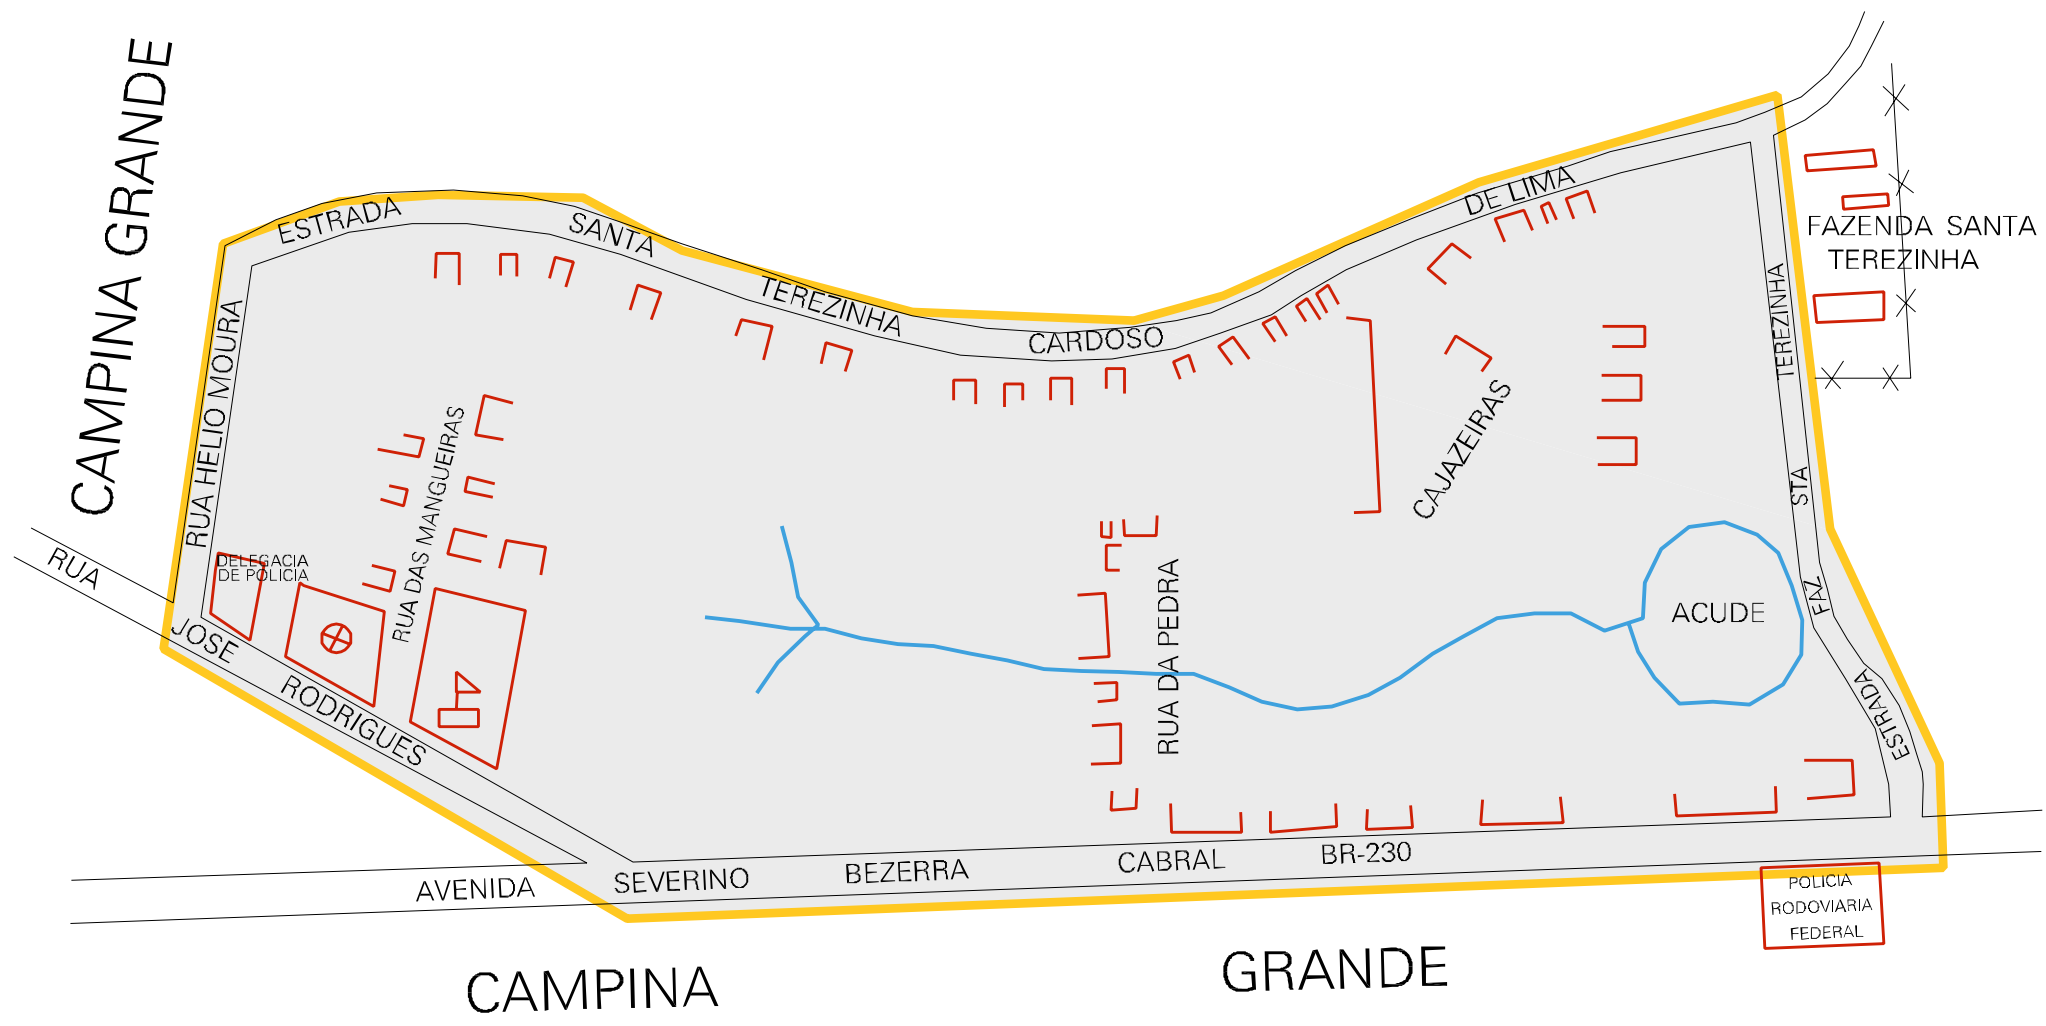 CAMPINA GRANDE
ESTRADA SANTA TEREZINHA CARDOSO DE LIMA
FAZENDA SANTA
TEREZINHA
RUA HELIO MOURA
RUA DAS MANGUEIRAS
CAJAZEIRAS
ESTRADA FAZ STA TEREZINHA
DELEGACIA
DE POLICIA
RUA JOSE RODRIGUES
RUA DA PEDRA
ACUDE
AVENIDA SEVERINO BEZERRA CABRAL BR-230
POLICIA
RODOVIARIA
FEDERAL
CAMPINA GRANDE